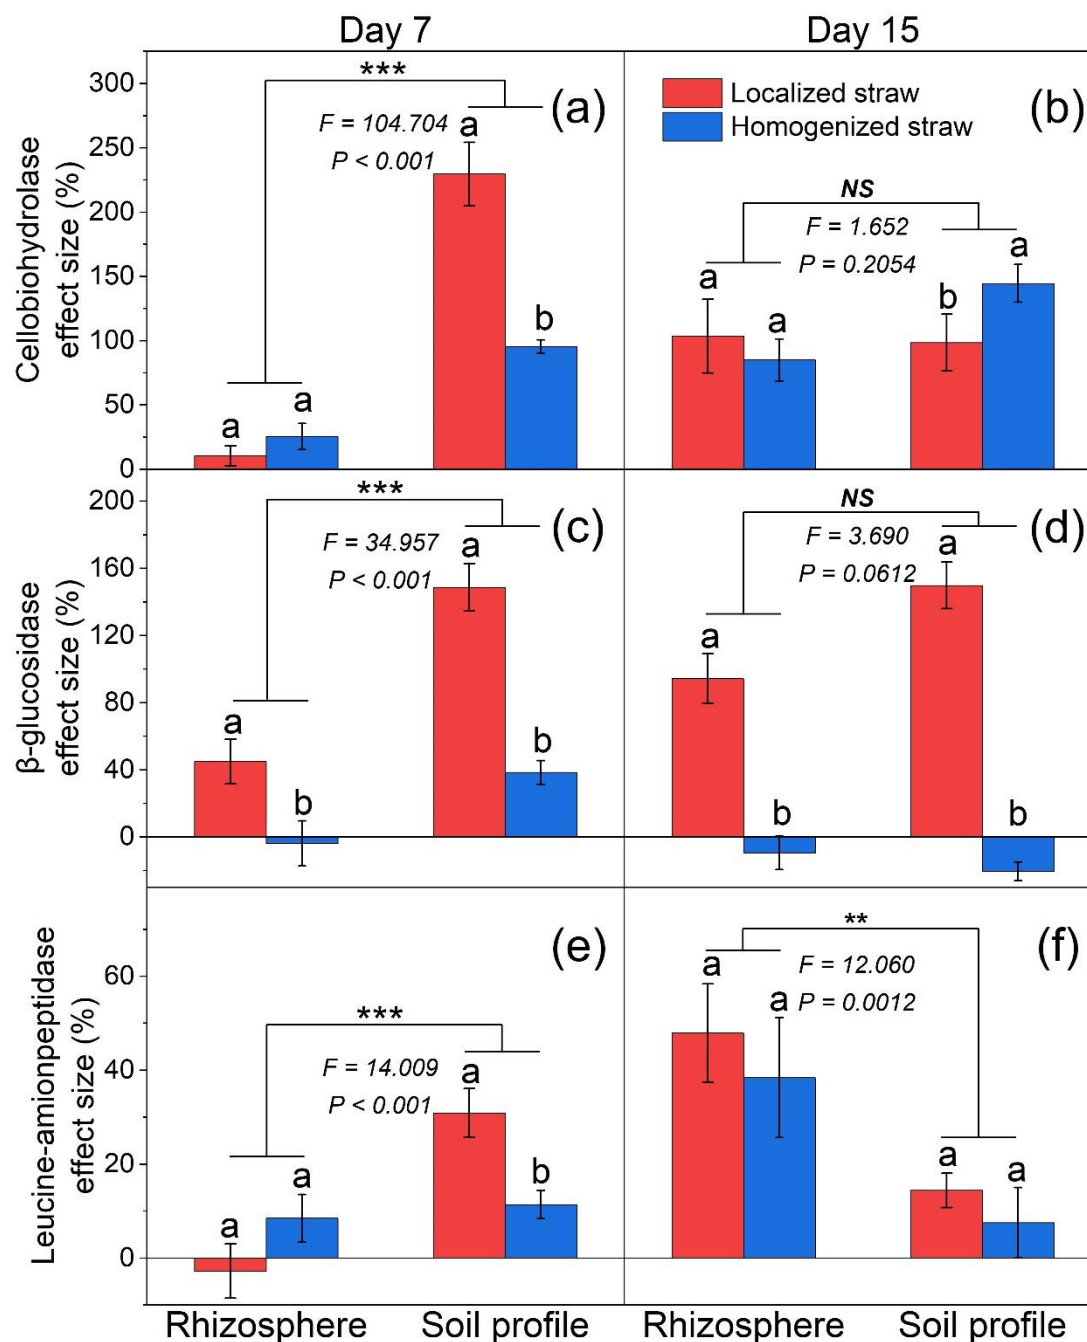 Day 7
Day 15
Cellobiohydrolase
effect size (%)
300
250
200
150
100
50
0
***
(a)
F = 104.704
P < 0.001
a
a
a
b
Localized straw
Homogenized straw
(b)
NS
F = 1.652
P = 0.2054
a
a
b
a
β-glucosidase
effect size (%)
200
160
120
80
40
0
***
(c)
F = 34.957
P < 0.001
a
b
a
b
NS
(d)
F = 3.690
P = 0.0612
a
b
a
b
Leucine-amionpeptidase
effect size (%)
60
40
20
0
***
(e)
F = 14.009
P < 0.001
a
a
a
b
**
(f)
F = 12.060
P = 0.0012
a
a
a
a
Rhizosphere
Soil profile
Rhizosphere
Soil profile